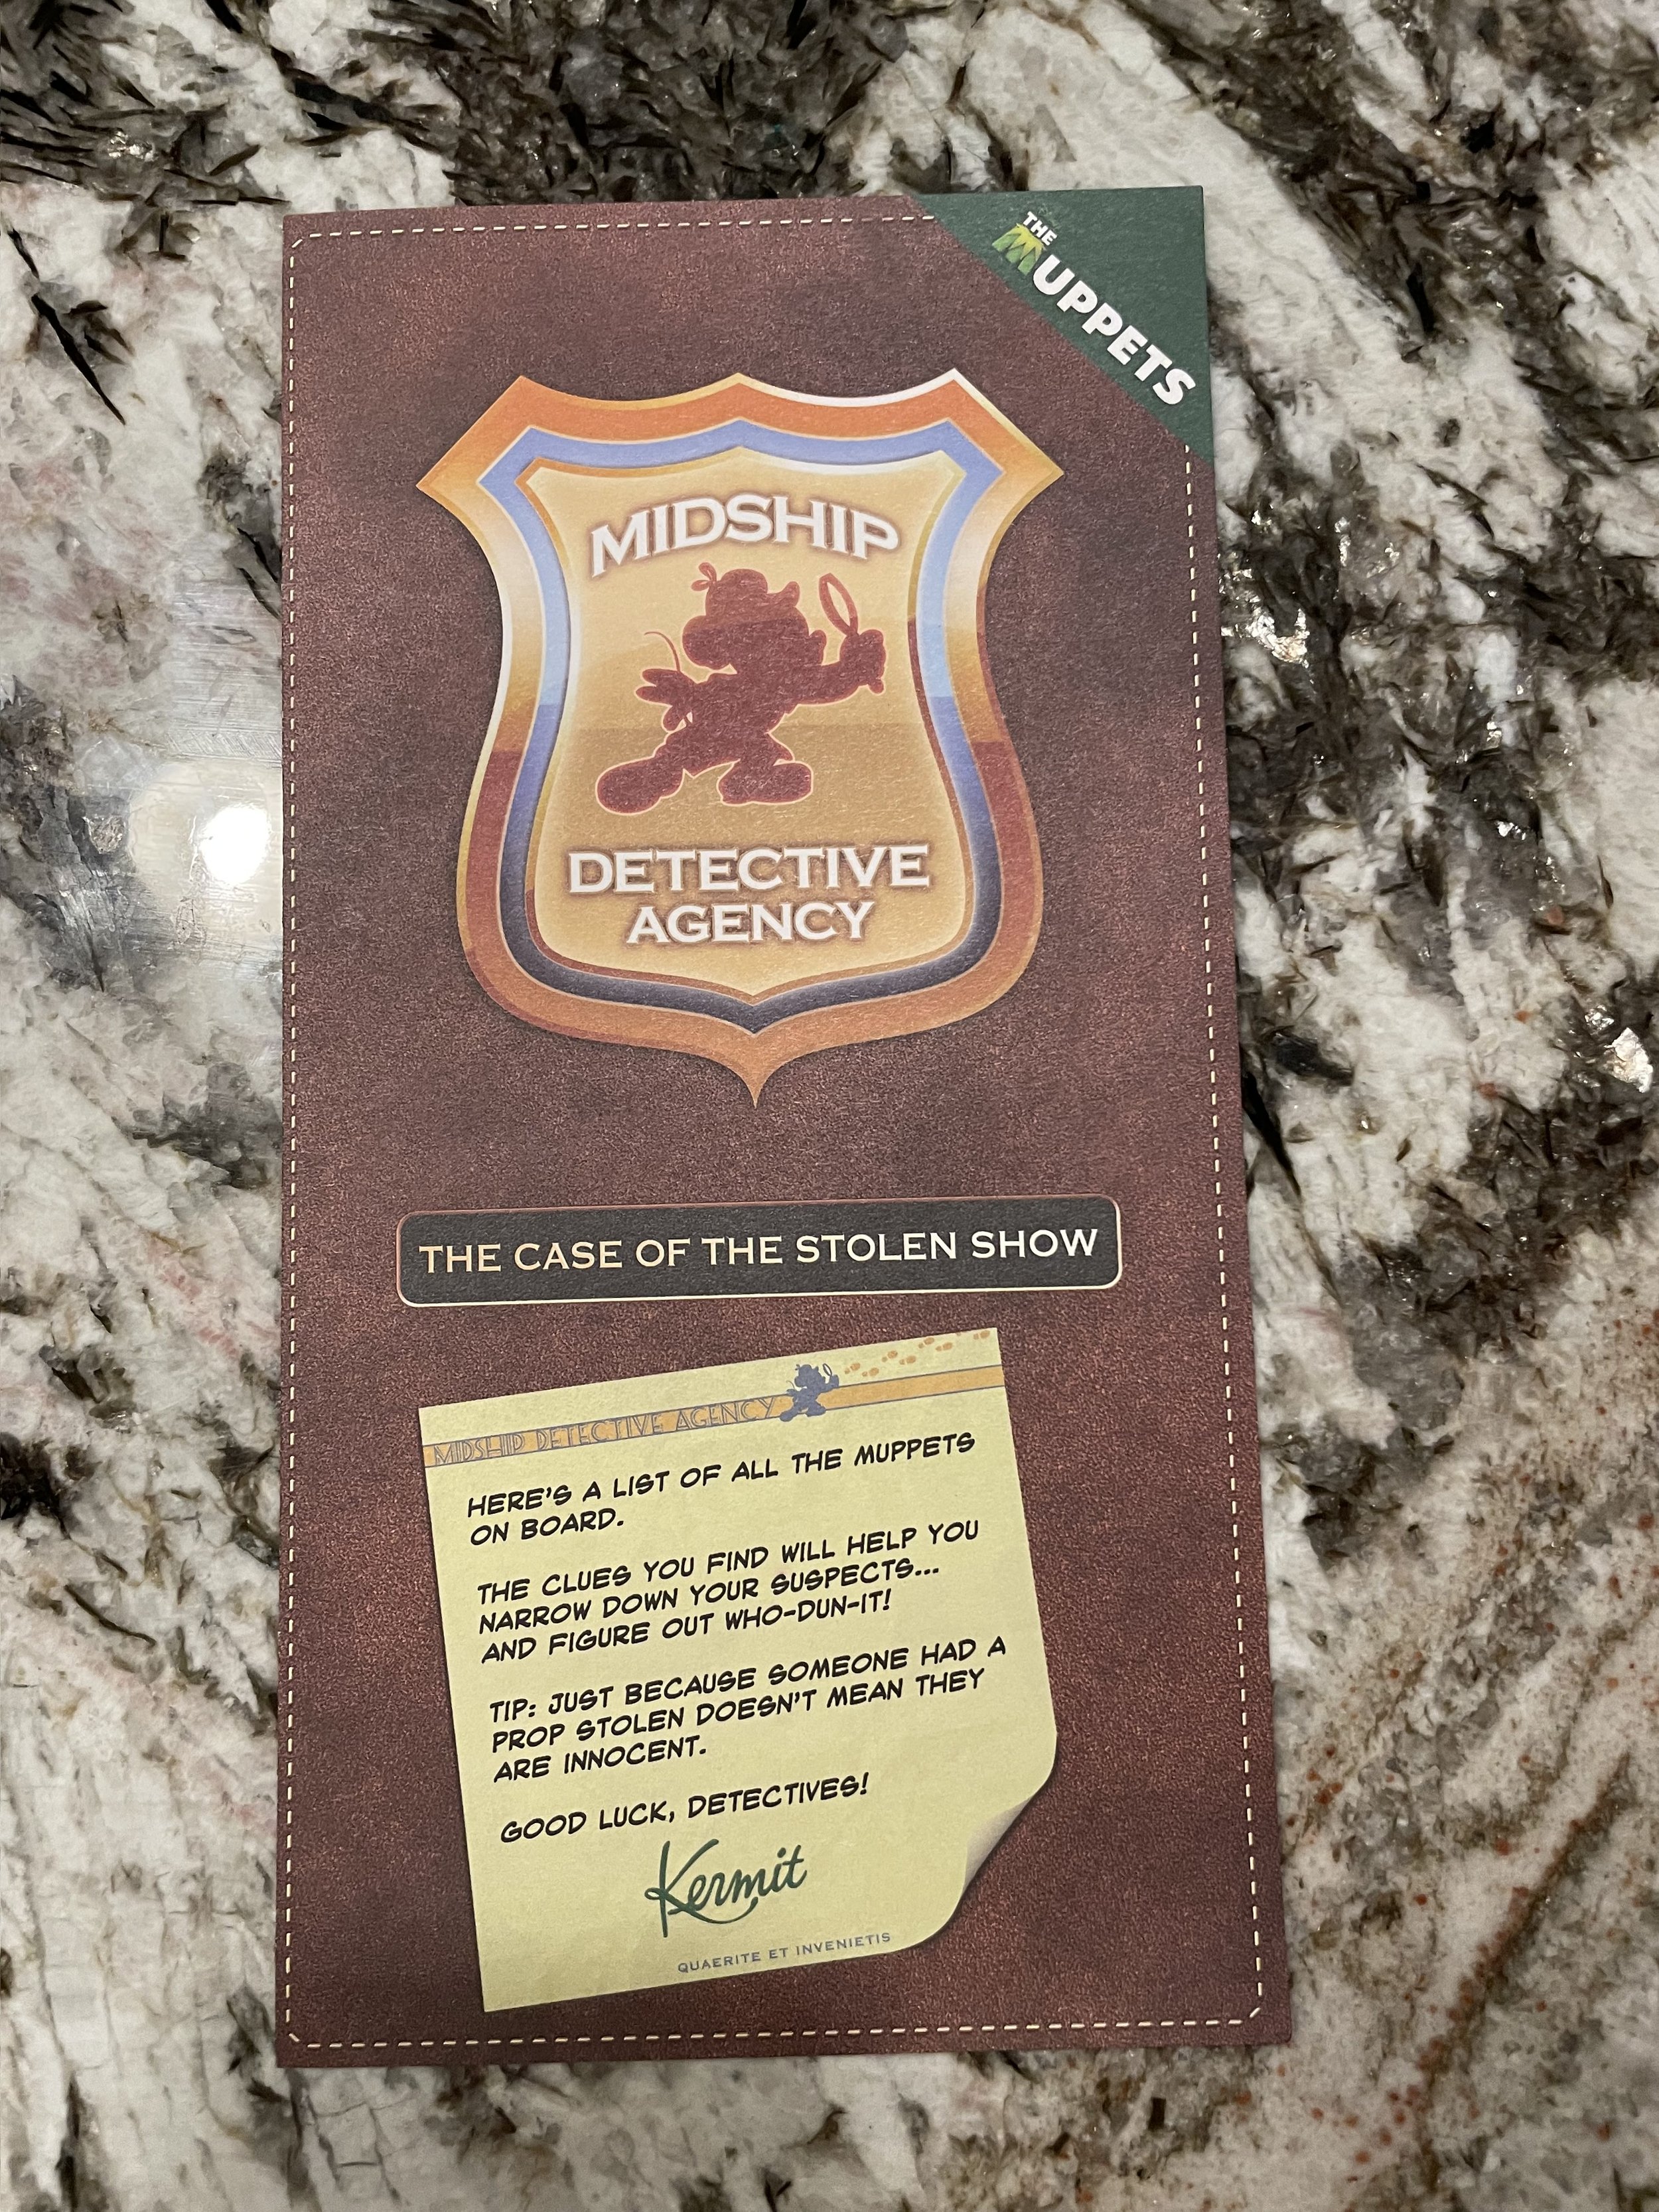 THE
MUPPETS
MIDSHIP
DETECTIVE
AGENCY
THE CASE OF THE STOLEN SHOW
MIDSHIP DETECTIVE AGENCY
HERE'S A LIST OF ALL THE MUPPETS
ON BOARD.
THE CLUES YOU FIND WILL HELP YOU
NARROW DOWN YOUR SUSPECTS...
AND FIGURE OUT WHO-DUN-IT!
TIP: JUST BECAUSE SOMEONE HAD A
PROP STOLEN DOESN'T MEAN THEY
ARE INNOCENT.
GOOD LUCK, DETECTIVES!
Kermit
QUAERITE ET INVENIETIS